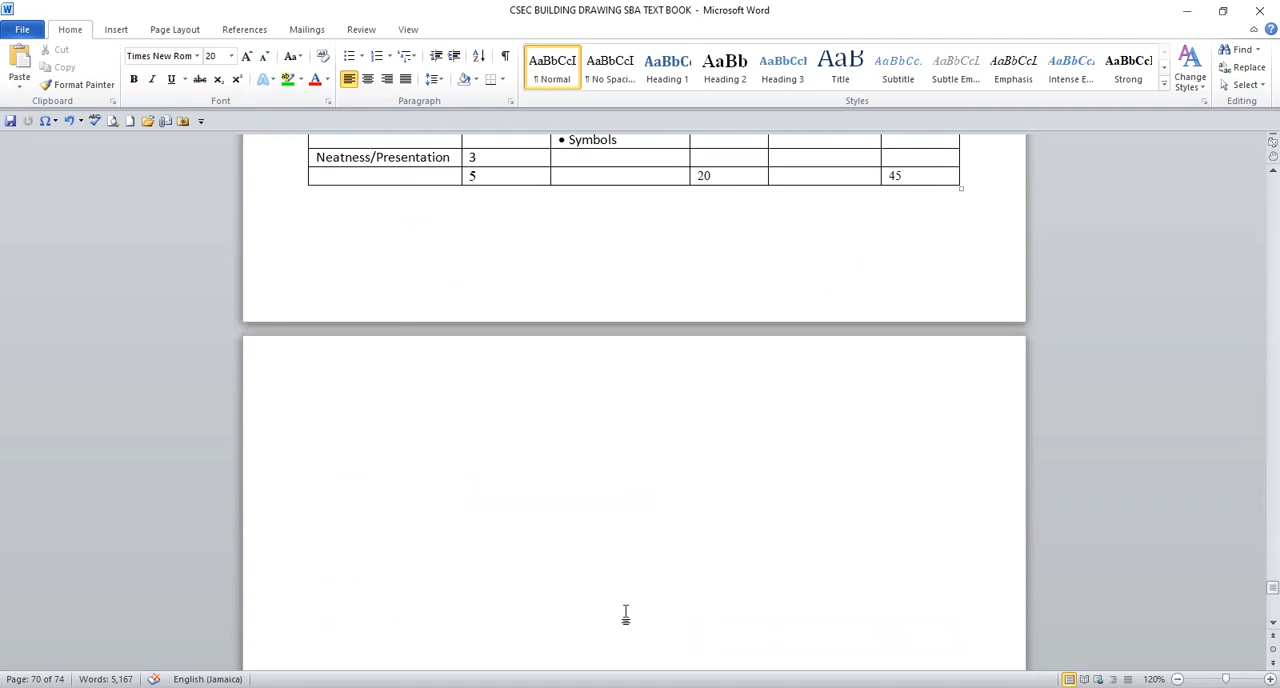 CSEC BUILDING DRAWING SBA TEXT BOOK - Microsoft Word
File Home Insert Page Layout References Mailings Review View
Paste
Cut
Copy
Format Painter
Clipboard
Times New Rom 20
Font
Paragraph
AaBbCcI AaBbCcI AaBbC AaBb AaBbCcI AaB AaBbCc. AaBbCcI AaBbCcI AaBbCcI AaBbCc
¶ Normal ¶ No Spaci... Heading 1 Heading 2 Heading 3 Title Subtitle Subtle Em... Emphasis Intense E... Strong
Styles
Change Styles
Find
Replace
Select
Editing
• Symbols
Neatness/Presentation 3
5 20 45
Page: 70 of 74 Words: 5,167 English (Jamaica) 120%